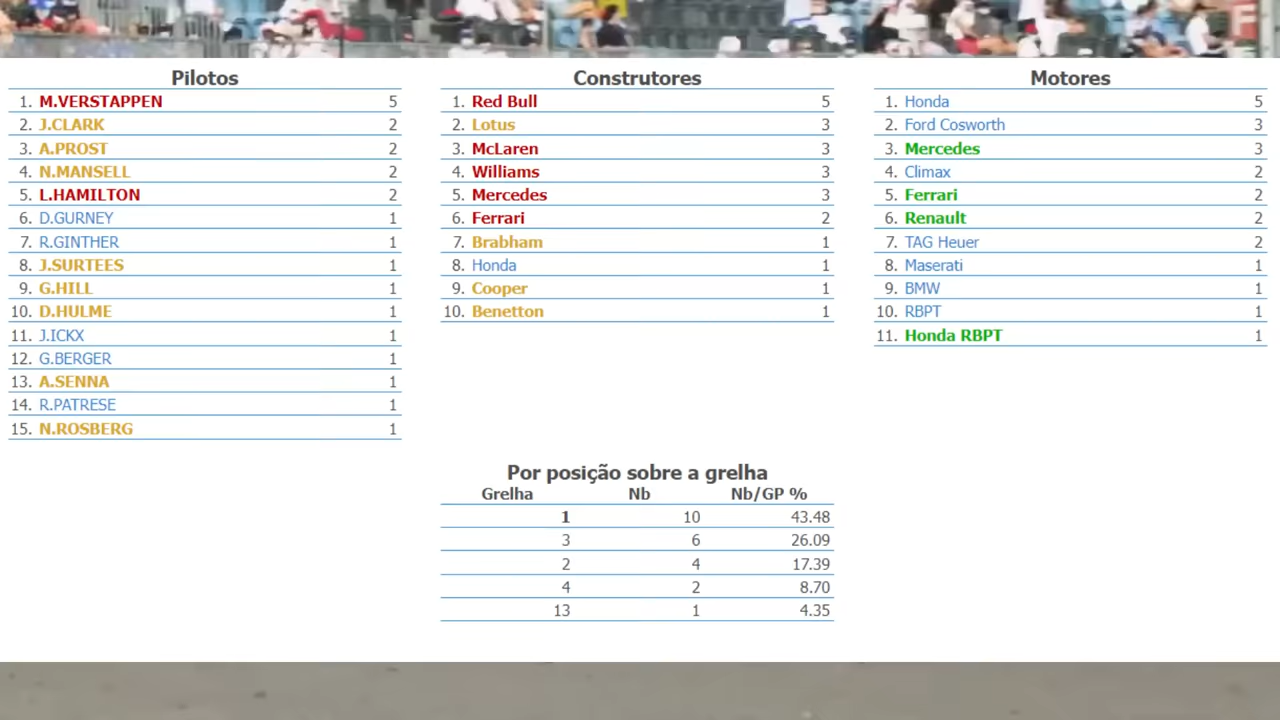 Pilotos
1. M.VERSTAPPEN 5
2. J.CLARK 2
3. A.PROST 2
4. N.MANSELL 2
5. L.HAMILTON 2
6. D.GURNEY 1
7. R.GINTHER 1
8. J.SURTEES 1
9. G.HILL 1
10. D.HULME 1
11. J.ICKX 1
12. G.BERGER 1
13. A.SENNA 1
14. R.PATRESE 1
15. N.ROSBERG 1
Construtores
1. Red Bull 5
2. Lotus 3
3. McLaren 3
4. Williams 3
5. Mercedes 3
6. Ferrari 2
7. Brabham 1
8. Honda 1
9. Cooper 1
10. Benetton 1
Motores
1. Honda 5
2. Ford Cosworth 3
3. Mercedes 3
4. Climax 2
5. Ferrari 2
6. Renault 2
7. TAG Heuer 2
8. Maserati 1
9. BMW 1
10. RBPT 1
11. Honda RBPT 1
Por posição sobre a grelha
Grelha Nb Nb/GP %
1 10 43.48
3 6 26.09
2 4 17.39
4 2 8.70
13 1 4.35